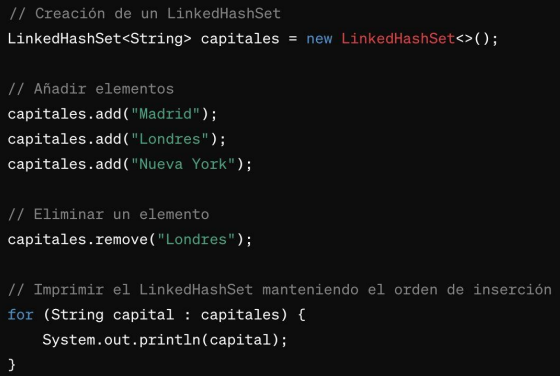 // Creación de un LinkedHashSet
LinkedHashSet<String> capitales = new LinkedHashSet<>();
// Añadir elementos
capitales.add("Madrid");
capitales.add("Londres");
capitales.add("Nueva York");
// Eliminar un elemento
capitales.remove("Londres");
// Imprimir el LinkedHashSet manteniendo el orden de inserción
for (String capital : capitales) {
    System.out.println(capital);
}